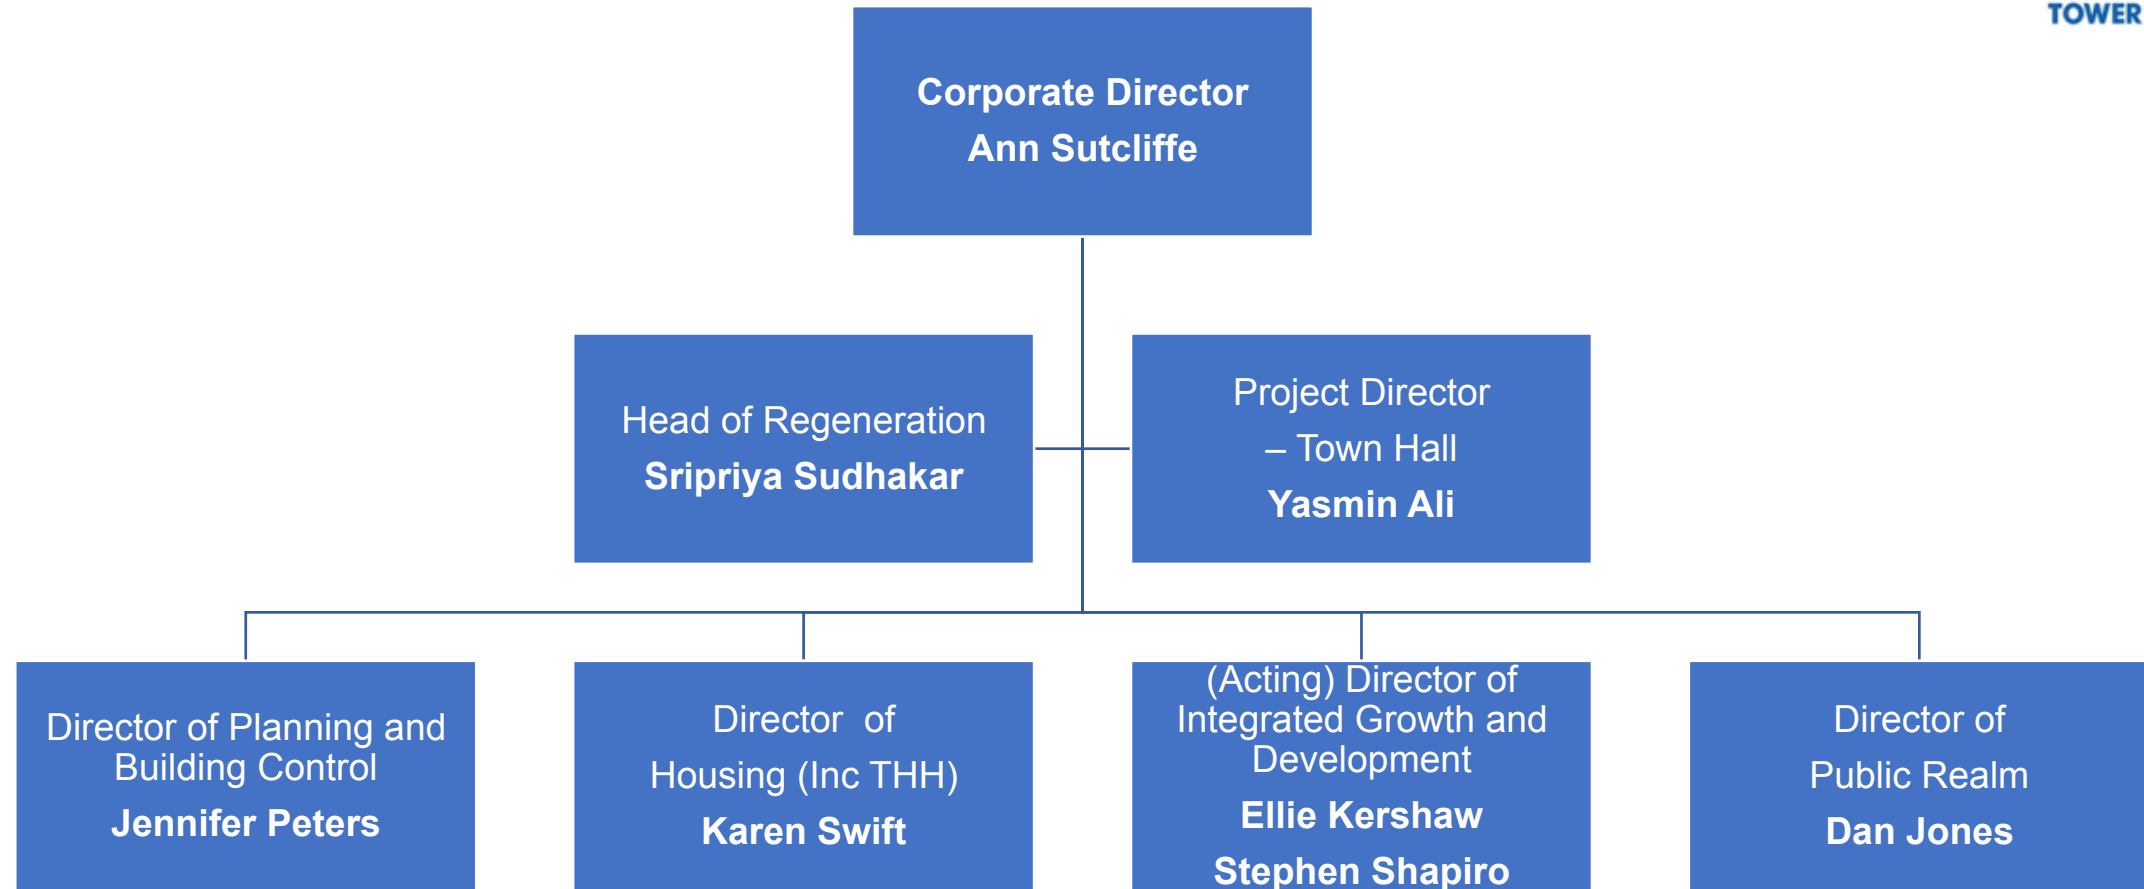 TOWER
Corporate Director
Ann Sutcliffe
Head of Regeneration
Sripriya Sudhakar
Project Director
– Town Hall
Yasmin Ali
Director of Planning and
Building Control
Jennifer Peters
Director  of
Housing (Inc THH)
Karen Swift
(Acting) Director of
Integrated Growth and
Development
Ellie Kershaw
Stephen Shapiro
Director of
Public Realm
Dan Jones